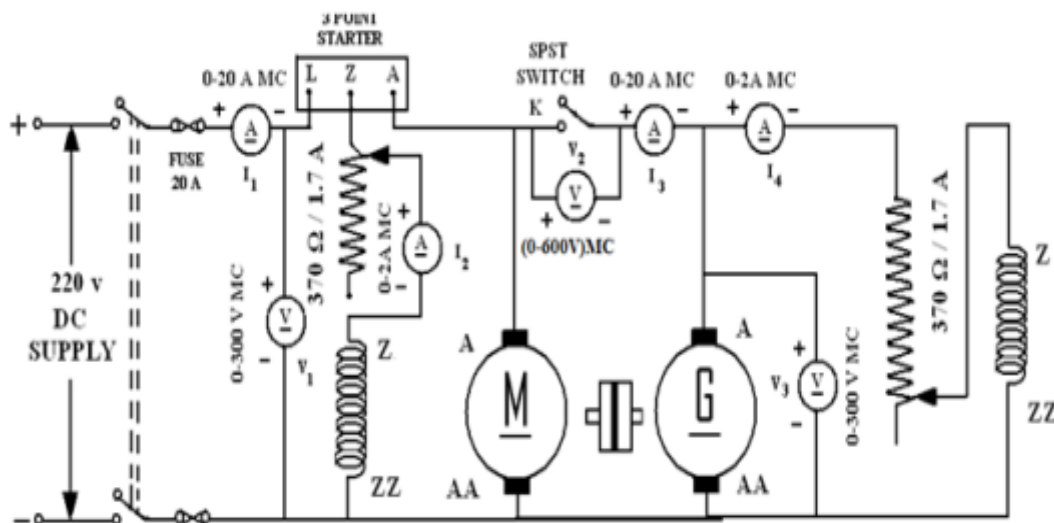 3 POINT
STARTER
L Z A
SPST
SWITCH
K
0-20 A MC
0-20 A MC
0-2A MC
+ -
+ -
+ -
+
A
A
A
FUSE
20 A
I₁
V₂
I₃
I₄
370 Ω / 1.7 A
0-2A MC
+
A
-
I₂
+ V -
(0-600V)MC
370 Ω / 1.7 A
220 v
DC
SUPPLY
0-300 V MC
+
V
-
V₁
Z
ZZ
A
M
AA
A
G
AA
+
V
-
V₃
0-300 V MC
Z
ZZ
-